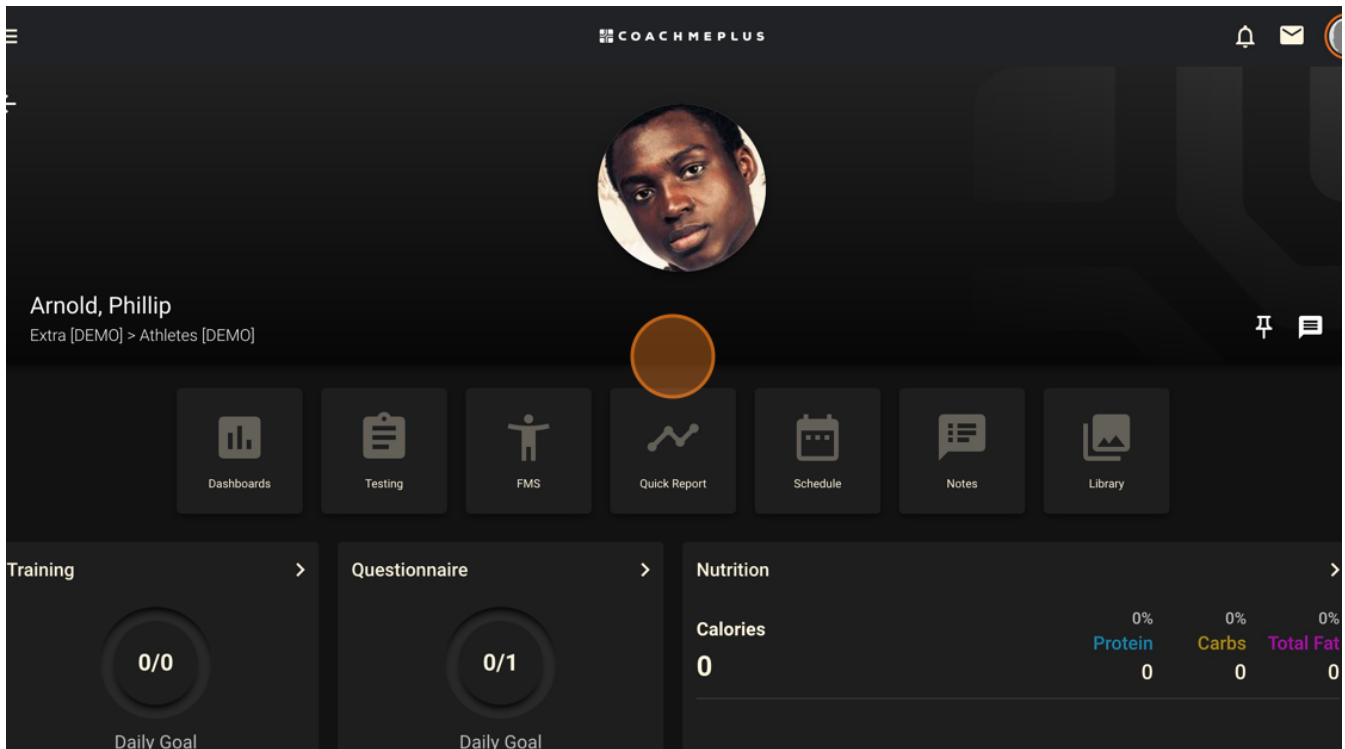 COACHMEPLUS
Arnold, Phillip
Extra [DEMO] > Athletes [DEMO]
Dashboards
Testing
FMS
Quick Report
Schedule
Notes
Library
Training
Questionnaire
Nutrition
0/0
Daily Goal
0/1
Daily Goal
Calories
0
0%
Protein
0
0%
Carbs
0
0%
Total Fat
0